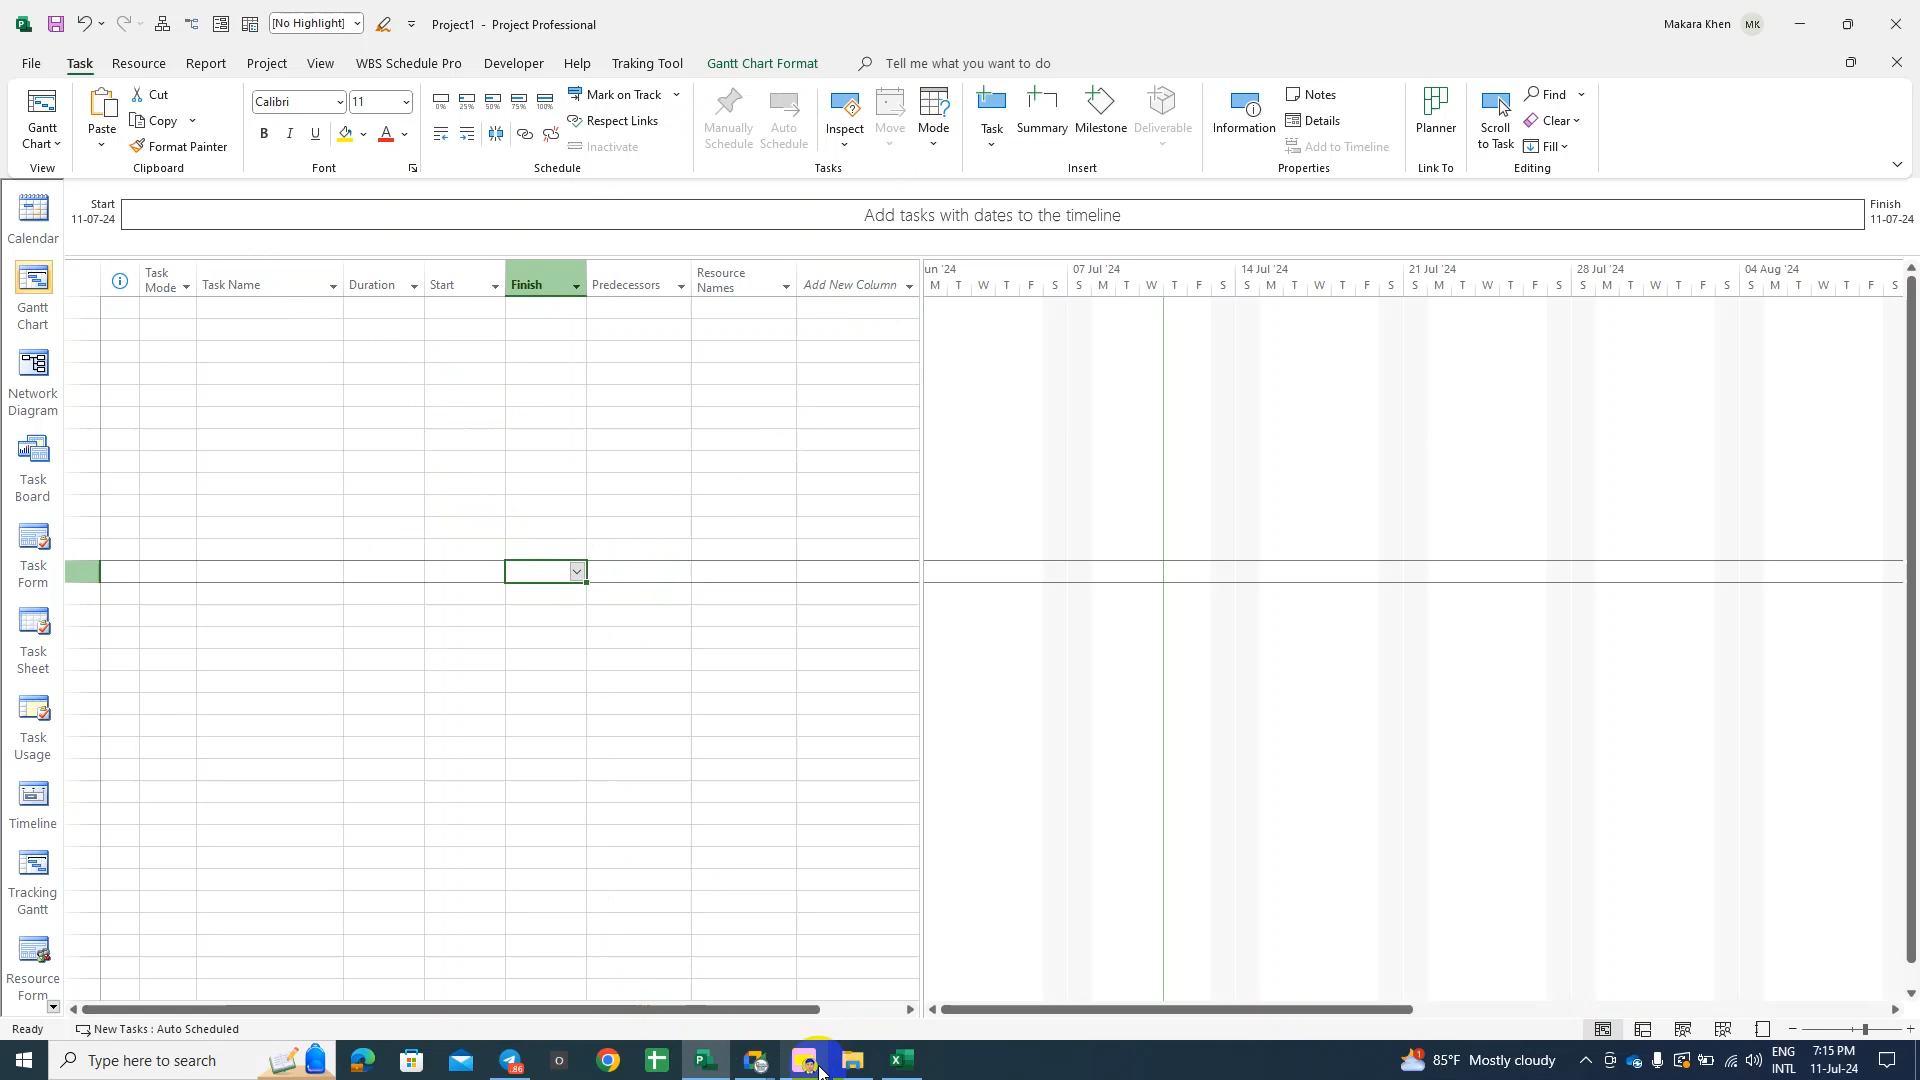 [No Highlight]
Project1 - Project Professional
Makara Khen
MK
File
Task
Resource
Report
Project
View
WBS Schedule Pro
Developer
Help
Traking Tool
Gantt Chart Format
Tell me what you want to do
Gantt
Chart
View
Paste
Cut
Copy
Format Painter
Clipboard
Calibri
11
B I U
A
Font
0%
25%
50%
75%
100%
Mark on Track
Respect Links
Inactivate
Schedule
Manually
Schedule
Auto
Schedule
Inspect
Move
Mode
Tasks
Task
Summary
Milestone
Deliverable
Insert
Information
Notes
Details
Add to Timeline
Properties
Planner
Link To
Scroll
to Task
Find
Clear
Fill
Editing
Start
11-07-24
Add tasks with dates to the timeline
Finish
11-07-24
Calendar
Gantt
Chart
Network
Diagram
Task
Board
Task
Form
Task
Sheet
Task
Usage
Timeline
Tracking
Gantt
Resource
Form
Task
Mode
Task Name
Duration
Start
Finish
Predecessors
Resource
Names
Add New Column
un '24
07 Jul '24
14 Jul '24
21 Jul '24
28 Jul '24
04 Aug '24
M T W T F S S M T W T F S S M T W T F S S M T W T F S S M T W T F S S M T W T F S
Ready
New Tasks : Auto Scheduled
Type here to search
86
85°F Mostly cloudy
ENG
INTL
7:15 PM
11-Jul-24